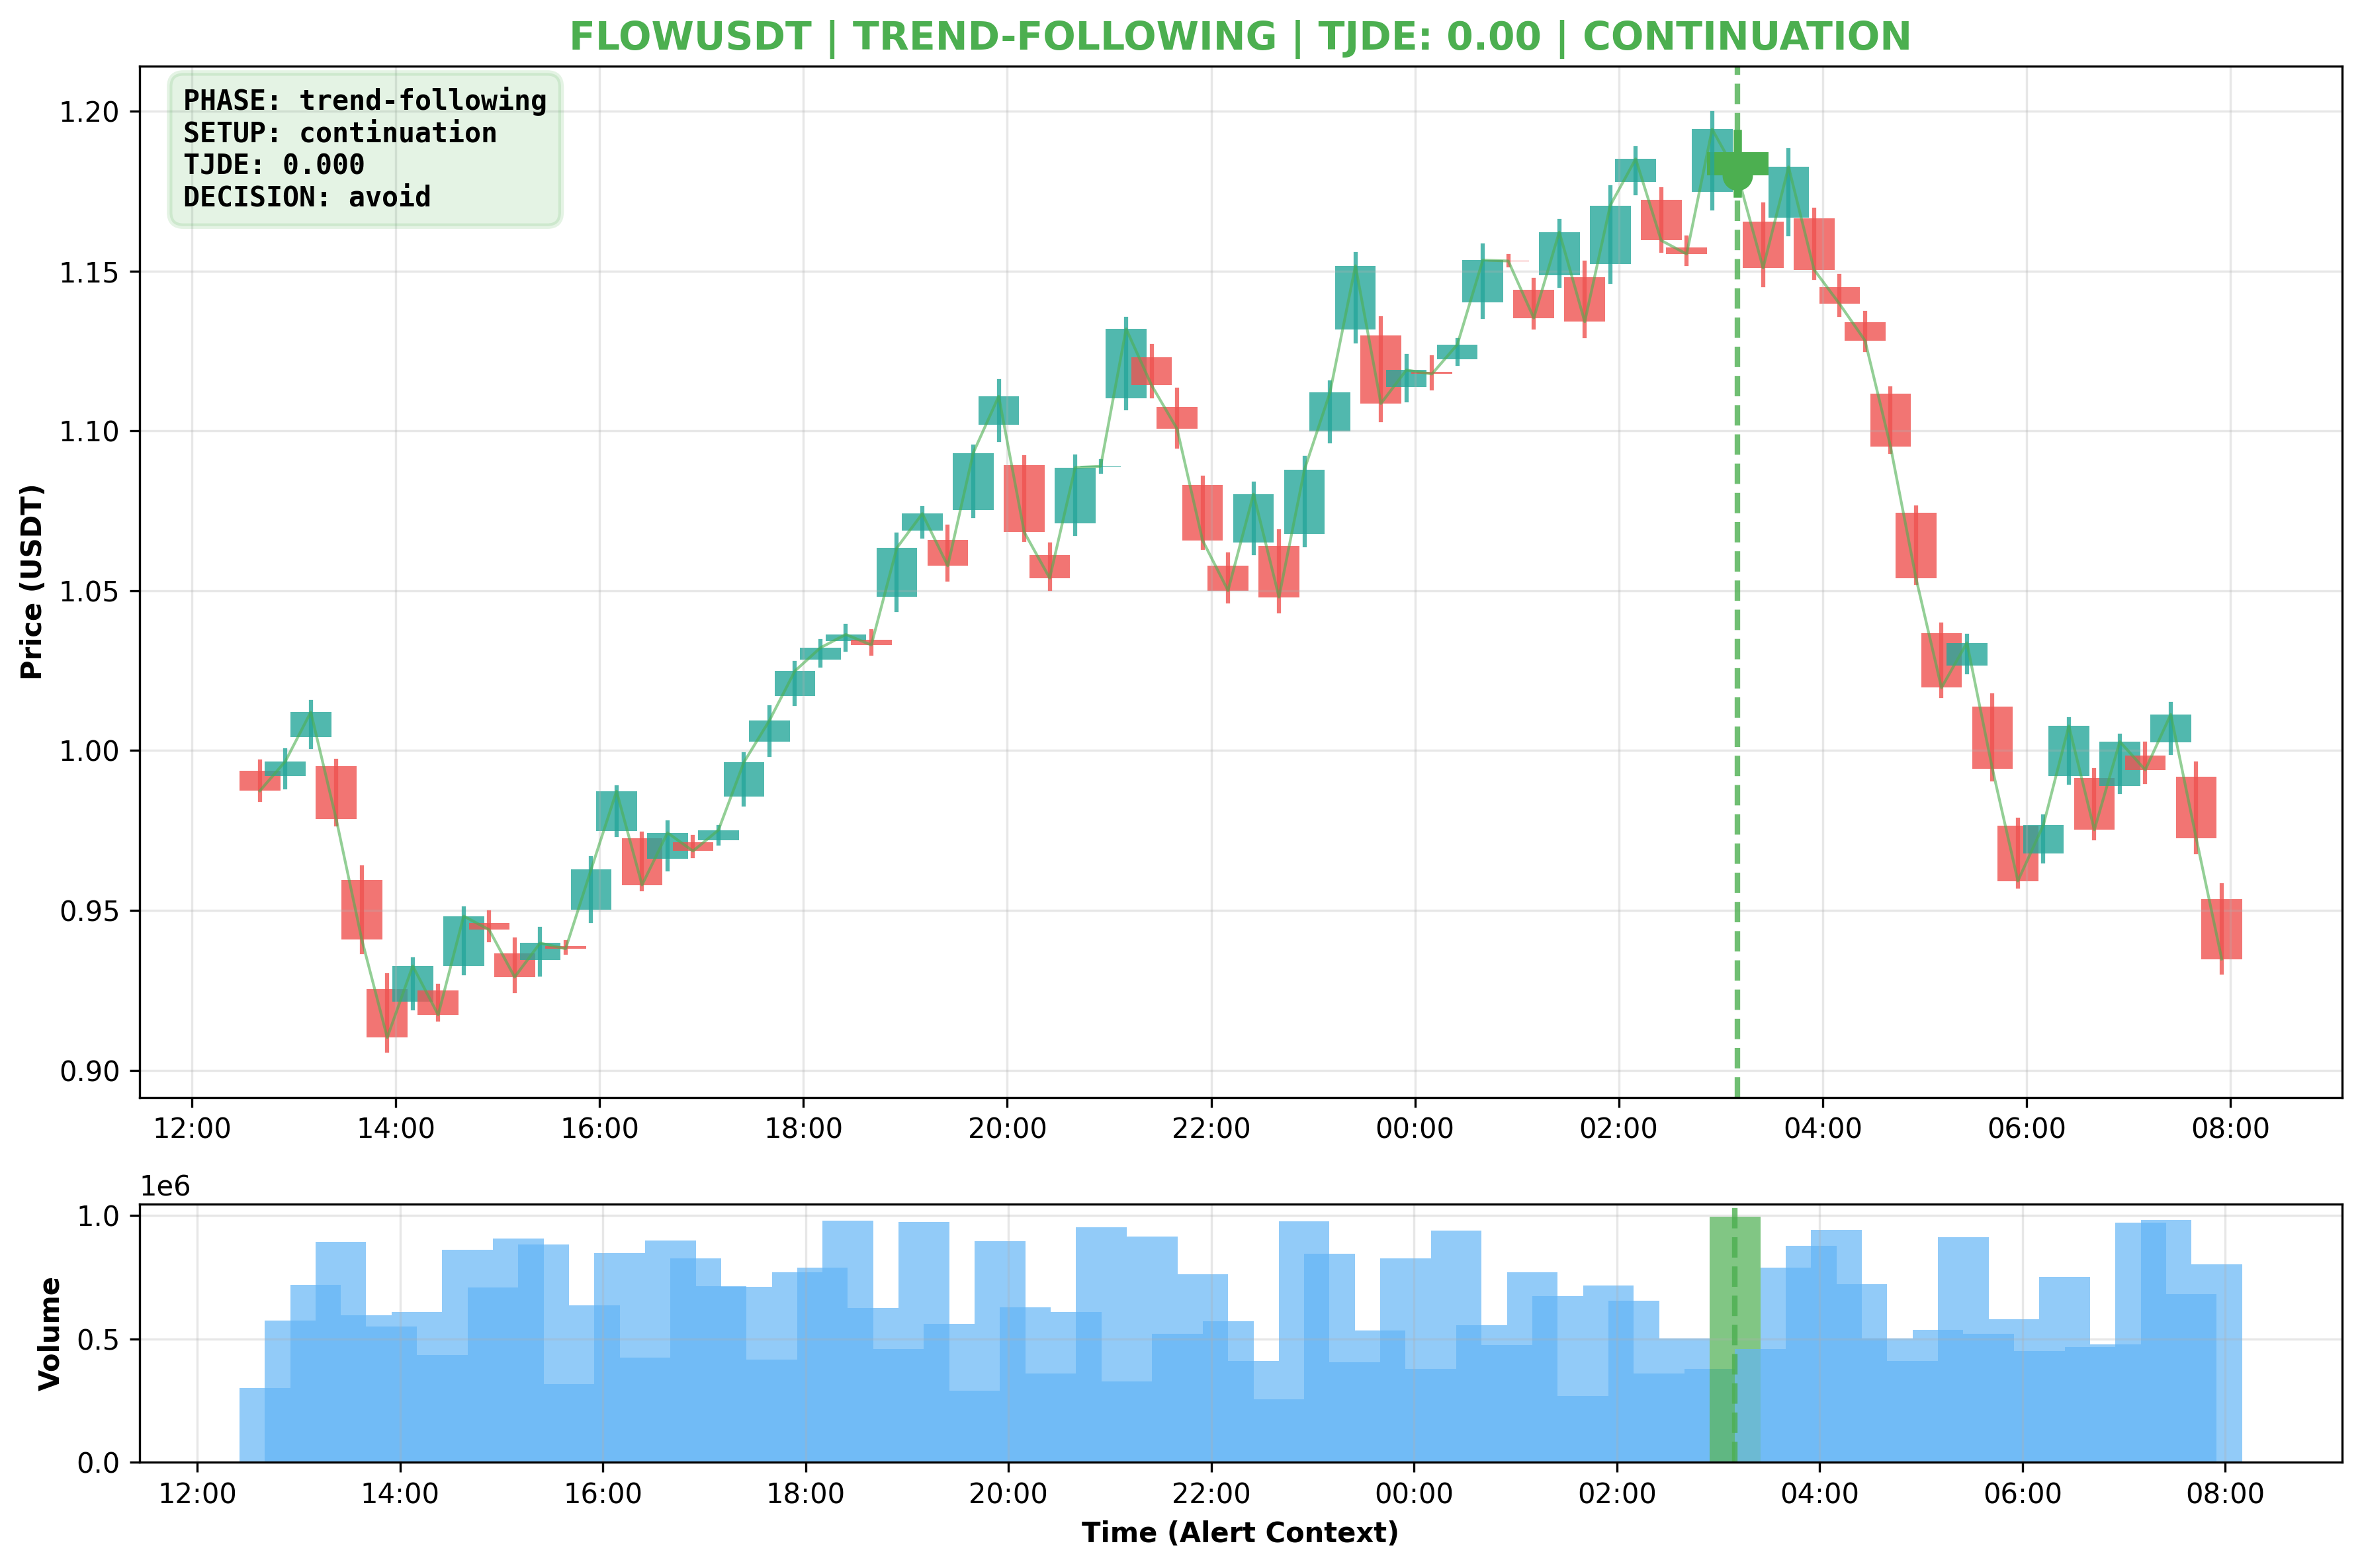 FLOWUSDT | TREND-FOLLOWING | TJDE: 0.00 | CONTINUATION
PHASE: trend-following
SETUP: continuation
TJDE: 0.000
DECISION: avoid
Price (USDT)
1.20
1.15
1.10
1.05
1.00
0.95
0.90
12:00 14:00 16:00 18:00 20:00 22:00 00:00 02:00 04:00 06:00 08:00
1e6
Volume
1.0
0.5
0.0
12:00 14:00 16:00 18:00 20:00 22:00 00:00 02:00 04:00 06:00 08:00
Time (Alert Context)